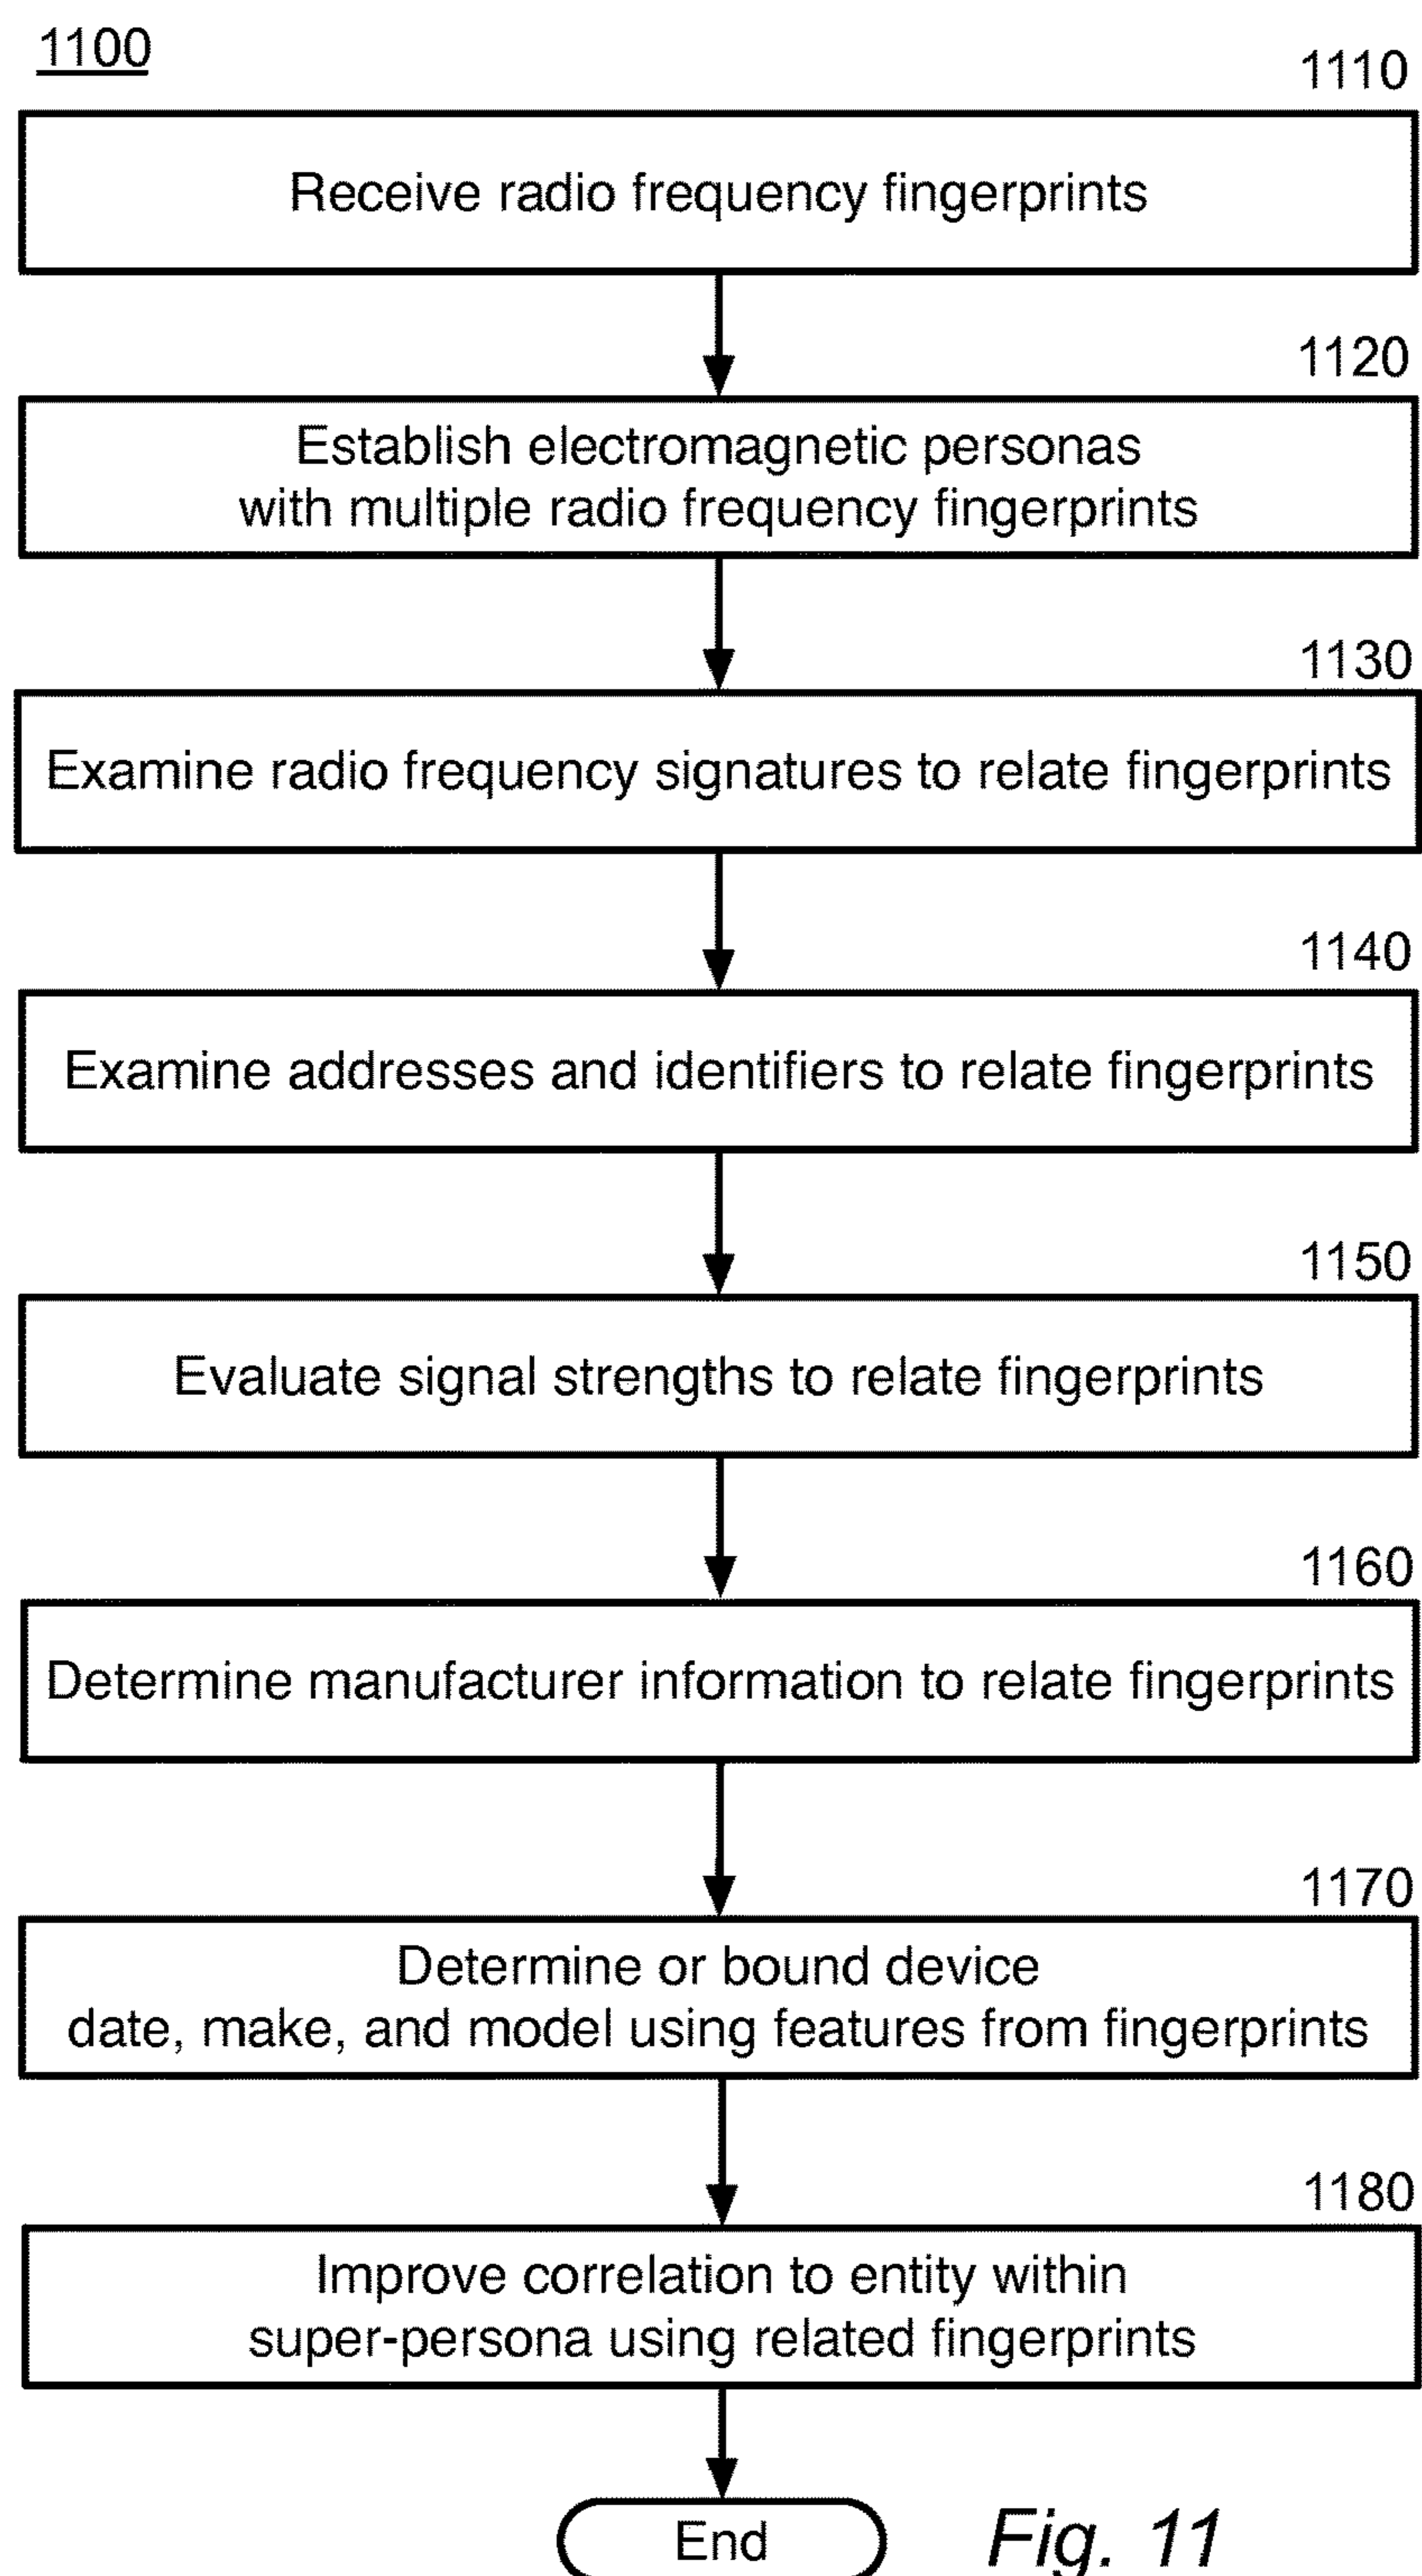 1100
1110
Receive radio frequency fingerprints
1120
Establish electromagnetic personas
with multiple radio frequency fingerprints
1130
Examine radio frequency signatures to relate fingerprints
1140
Examine addresses and identifiers to relate fingerprints
1150
Evaluate signal strengths to relate fingerprints
1160
Determine manufacturer information to relate fingerprints
1170
Determine or bound device
date, make, and model using features from fingerprints
1180
Improve correlation to entity within
super-persona using related fingerprints
End
Fig. 11